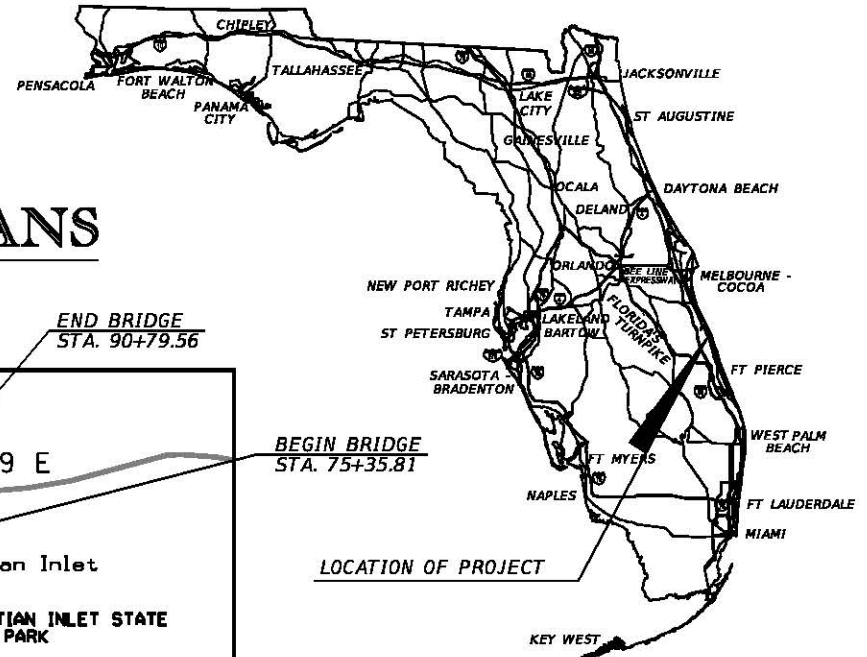 CHIPLEY
PENSACOLA
FORT WALTON
BEACH
PANAMA
CITY
TALLAHASSEE
LAKE
CITY
JACKSONVILLE
ST AUGUSTINE
GAINESVILLE
OCALA
DELAND
DAYTONA BEACH
ANS
ORLANDO
BEE LINE
EXPRESSWAY
MELBOURNE -
COCOA
NEW PORT RICHEY
TAMPA
ST PETERSBURG
LAKELAND
BARTOW
FLORIDA'S
TURNPIKE
SARASOTA -
BRADENTON
FT PIERCE
END BRIDGE
STA. 90+79.56
9 E
BEGIN BRIDGE
STA. 75+35.81
WEST PALM
BEACH
FT MYERS
NAPLES
FT LAUDERDALE
MIAMI
an Inlet
LOCATION OF PROJECT
TIAN INLET STATE
PARK
KEY WEST